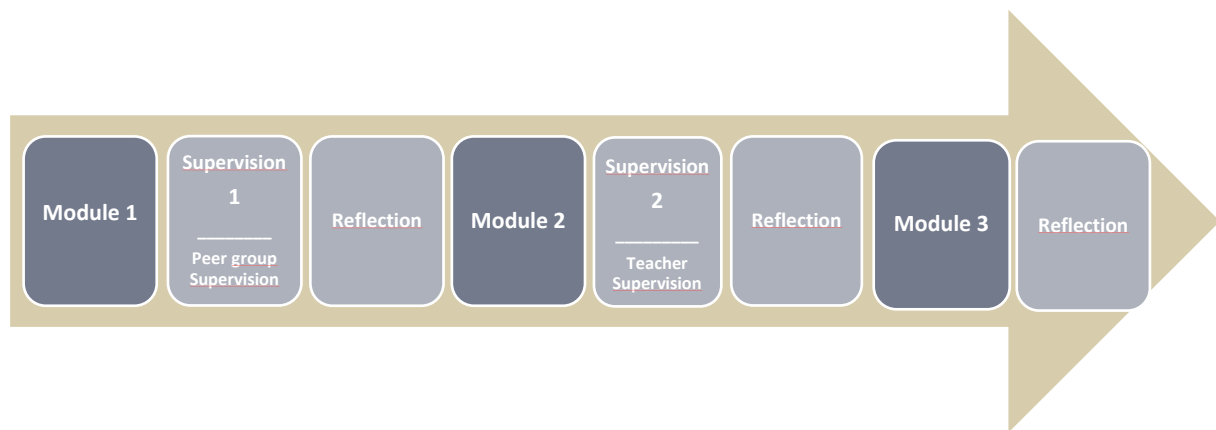 Module 1
Supervision
1
________
Peer group
Supervision
Reflection
Module 2
Supervision
2
_________
Teacher
Supervision
Reflection
Module 3
Reflection